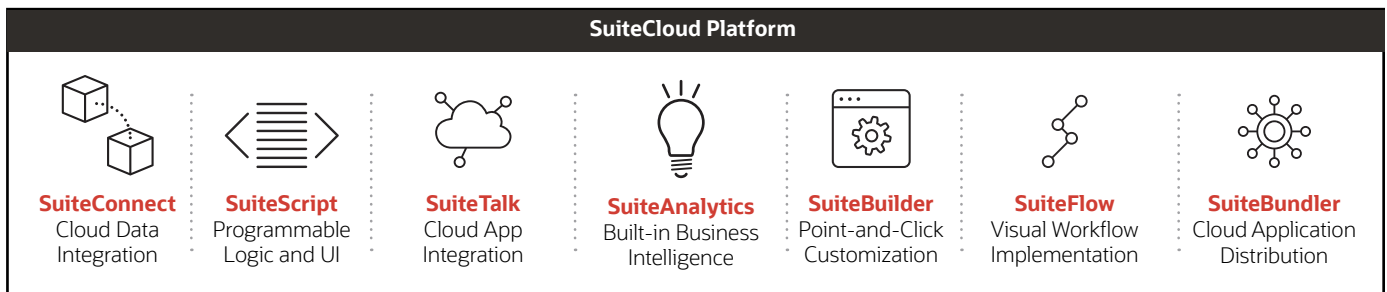 SuiteCloud Platform
SuiteConnect
Cloud Data
Integration
SuiteScript
Programmable
Logic and UI
SuiteTalk
Cloud App
Integration
SuiteAnalytics
Built-in Business
Intelligence
SuiteBuilder
Point-and-Click
Customization
SuiteFlow
Visual Workflow
Implementation
SuiteBundler
Cloud Application
Distribution